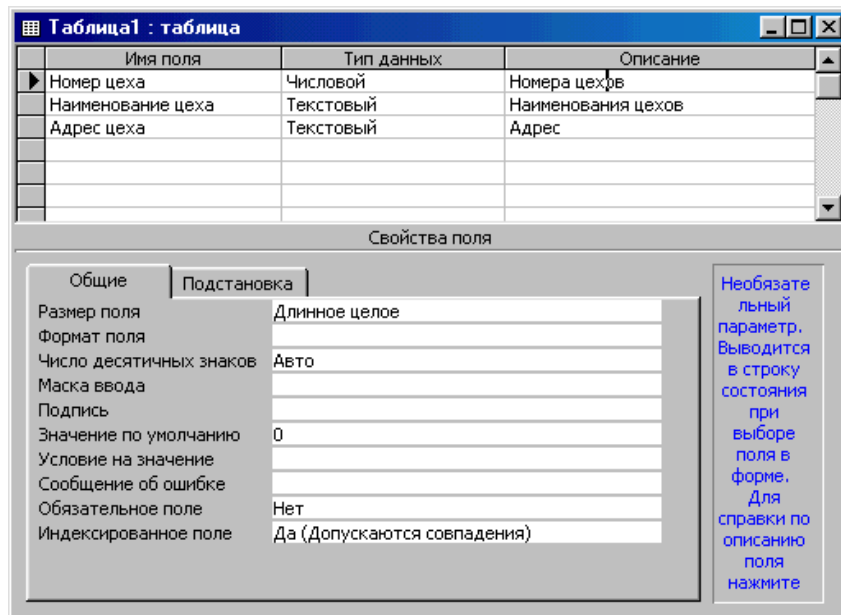 Таблица1 : таблица
Имя поля Тип данных Описание
Номер цеха Числовой Номера цехов
Наименование цеха Текстовый Наименования цехов
Адрес цеха Текстовый Адрес
Свойства поля
Общие Подстановка
Размер поля Длинное целое
Формат поля
Число десятичных знаков Авто
Маска ввода
Подпись
Значение по умолчанию 0
Условие на значение
Сообщение об ошибке
Обязательное поле Нет
Индексированное поле Да (Допускаются совпадения)
Необязате
льный
параметр.
Выводится
в строку
состояния
при
выборе
поля в
форме.
Для
справки по
описанию
поля
нажмите